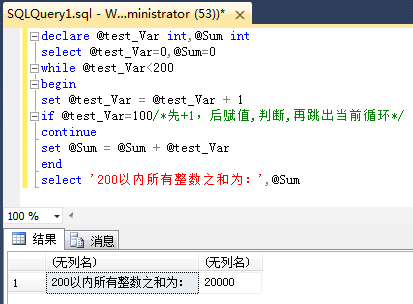 SQLQuery1.sql - W...ministrator (53))*
declare @test_Var int,@Sum int
select @test_Var=0,@Sum=0
while @test_Var<200
begin
set @test_Var = @test_Var + 1
if @test_Var=100/*先+1，后赋值,判断,再跳出当前循环*/
continue
set @Sum = @Sum + @test_Var
end
select '200以内所有整数之和为：',@Sum
100 %
结果 消息
(无列名) (无列名)
1 200以内所有整数之和为： 20000